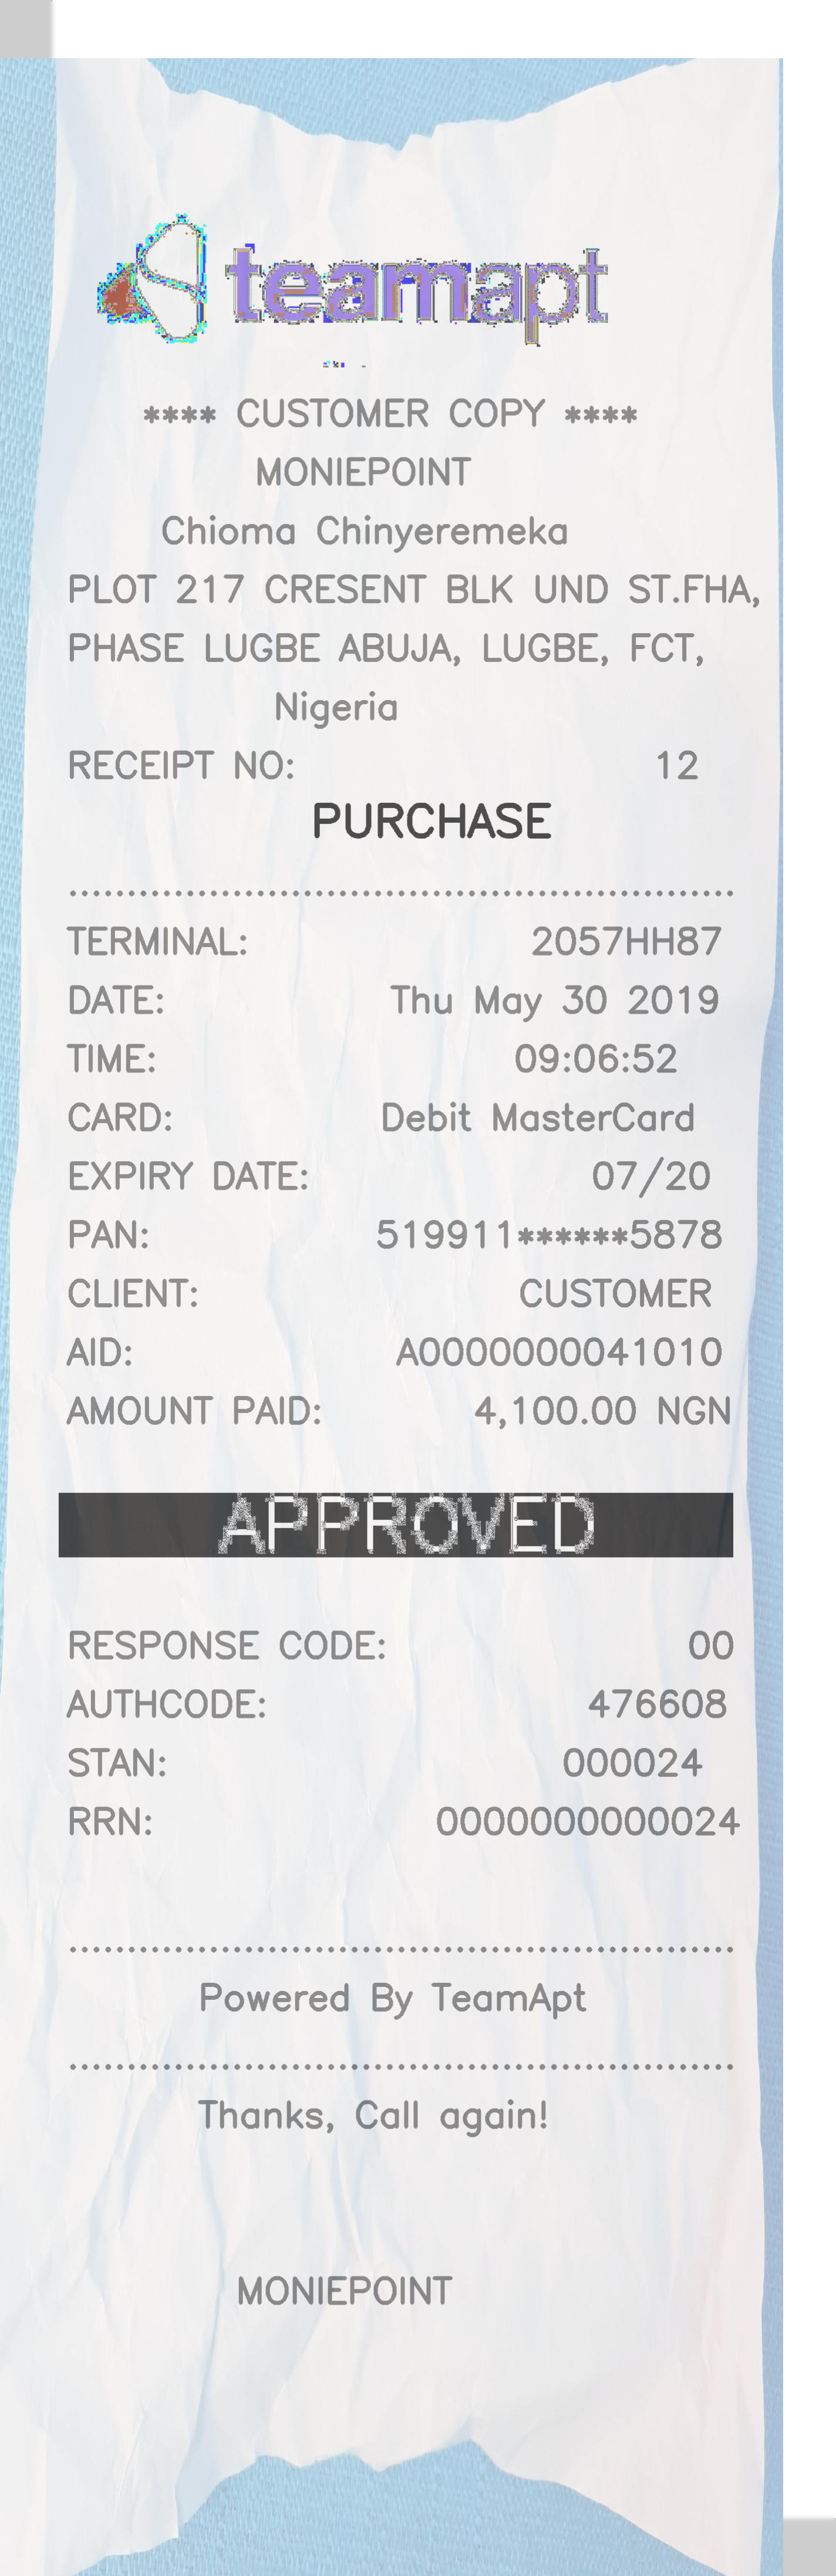 teamapt
**** CUSTOMER COPY ****
MONIEPOINT
Chioma Chinyeremeka
PLOT 217 CRESENT BLK UND ST.FHA,
PHASE LUGBE ABUJA, LUGBE, FCT,
Nigeria
RECEIPT NO: 12
PURCHASE
TERMINAL: 2057HH87
DATE: Thu May 30 2019
TIME: 09:06:52
CARD: Debit MasterCard
EXPIRY DATE: 07/20
PAN: 519911******5878
CLIENT: CUSTOMER
AID: A0000000041010
AMOUNT PAID: 4,100.00 NGN
APPROVED
RESPONSE CODE: 00
AUTHCODE: 476608
STAN: 000024
RRN: 0000000000024
Powered By TeamApt
Thanks, Call again!
MONIEPOINT